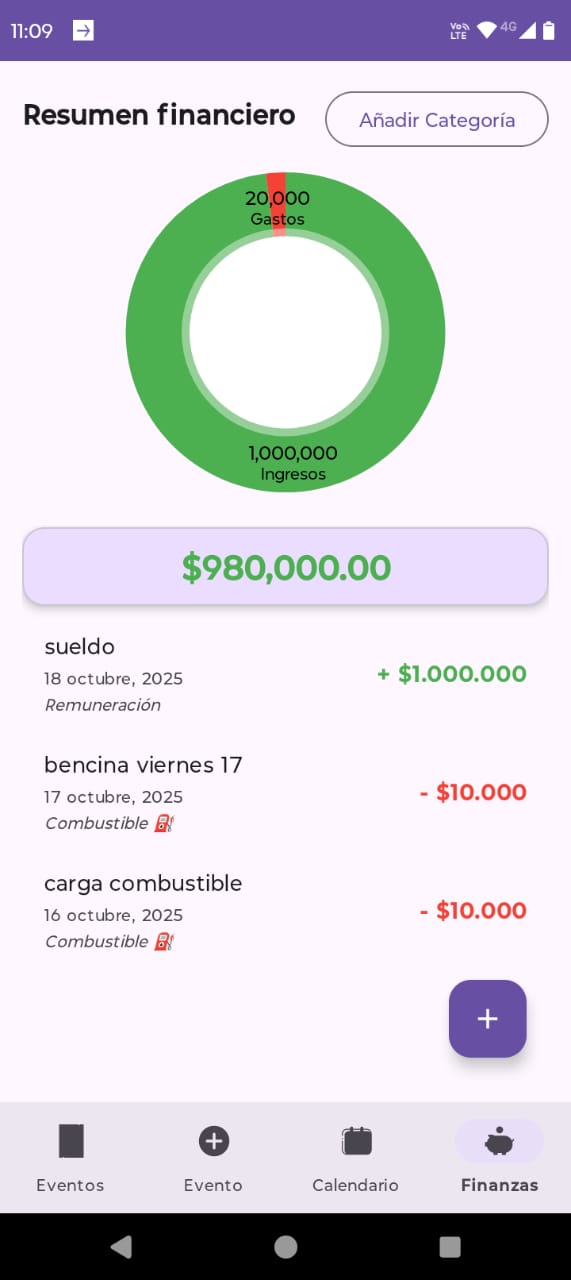 11:09
Vo LTE 4G
Resumen financiero
Añadir Categoría
20,000
Gastos
1,000,000
Ingresos
$980,000.00
sueldo
18 octubre, 2025
+ $1.000.000
Remuneración
bencina viernes 17
17 octubre, 2025
- $10.000
Combustible ⛽
carga combustible
16 octubre, 2025
- $10.000
Combustible ⛽
+
Eventos
Evento
Calendario
Finanzas